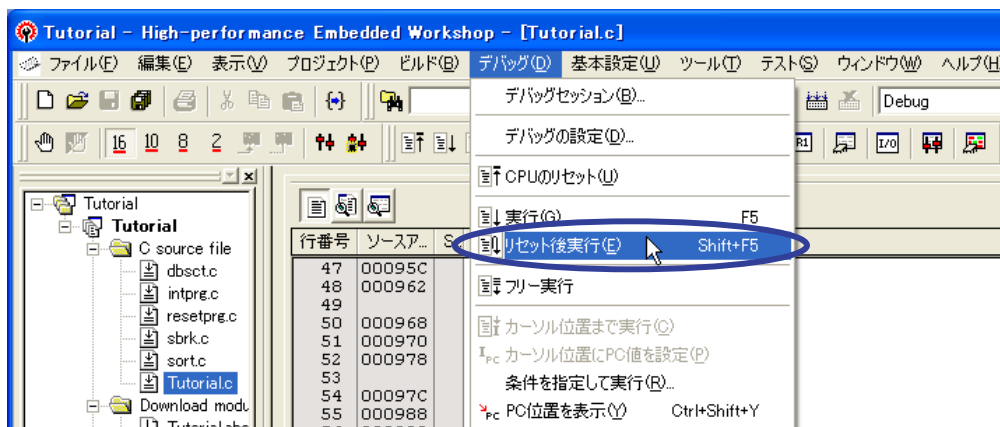 Tutorial - High-performance Embedded Workshop - [Tutorial.c]
ファイル(F) 編集(E) 表示(V) プロジェクト(P) ビルド(B) デバッグ(D) 基本設定(U) ツール(T) テスト(S) ウィンドウ(W) ヘルプ(H
Debug
16 10 8 2 R1 I/O
デバッグセッション(B)...
デバッグの設定(D)...
CPUのリセット(U)
実行(G) F5
リセット後実行(E) Shift+F5
フリー実行
カーソル位置まで実行(C)
カーソル位置にPC値を設定(P)
条件を指定して実行(R)...
PC位置を表示(Y) Ctrl+Shift+Y
Tutorial
Tutorial
C source file
dbsct.c
intprg.c
resetprg.c
sbrk.c
sort.c
Tutorial.c
Download modu
行番号 ソースア... S
47 00095C
48 000962
49
50 000968
51 000970
52 000978
53
54 00097C
55 000988